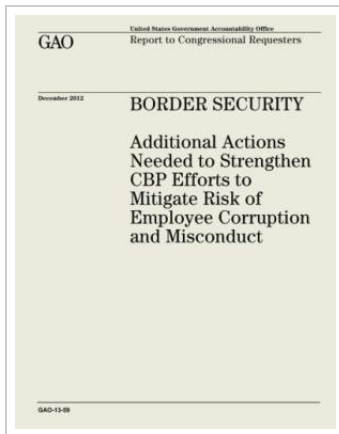 United States Government Accountability Office
GAO
Report to Congressional Requesters
December 2012
BORDER SECURITY
Additional Actions
Needed to Strengthen
CBP Efforts to
Mitigate Risk of
Employee Corruption
and Misconduct
GAO-13-59